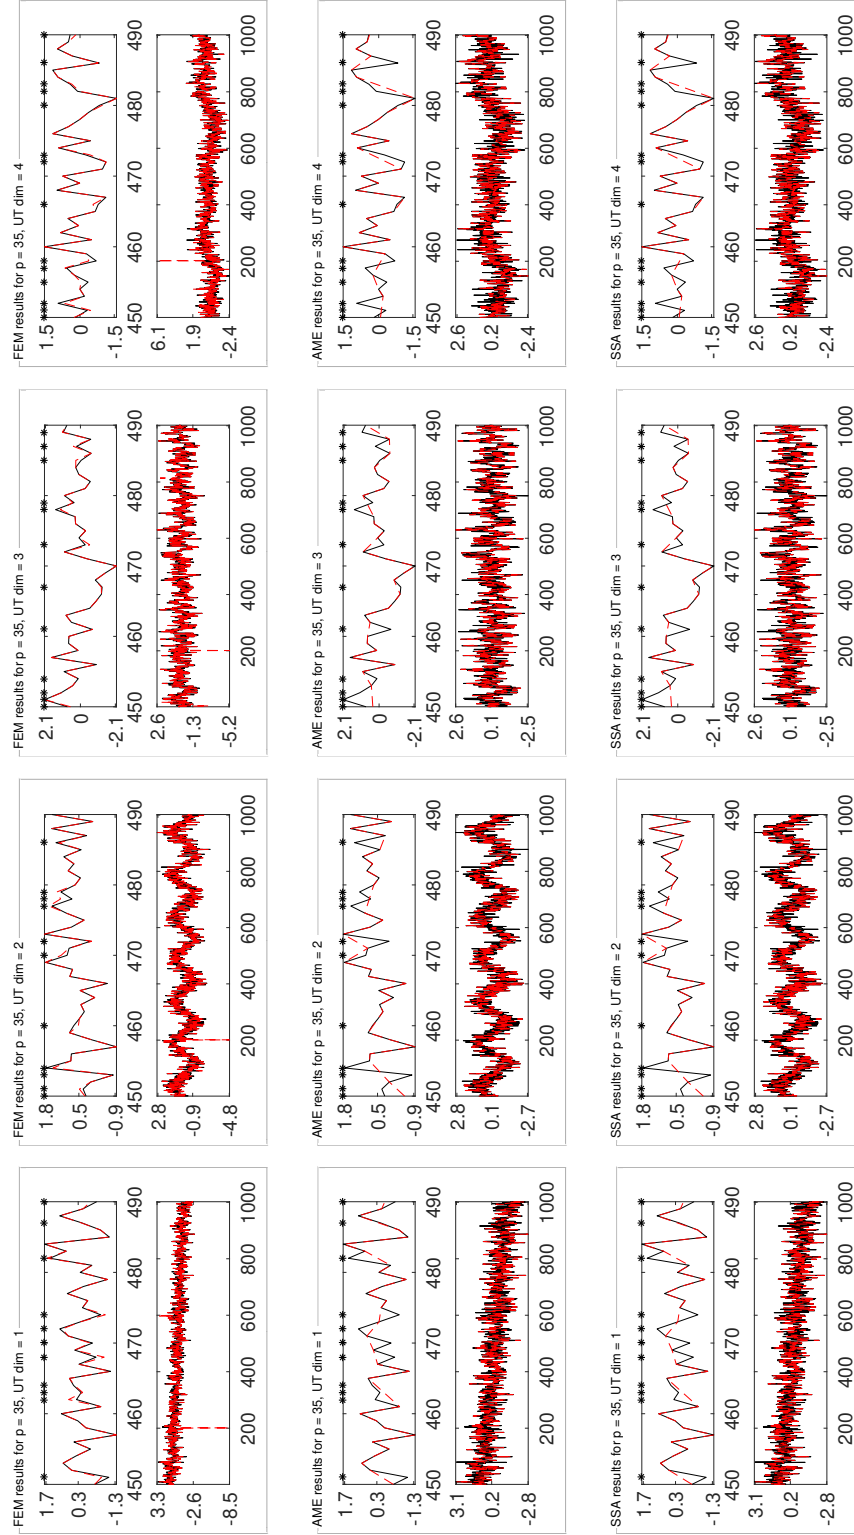 FEM results for p = 35, UT dim = 1
1.7
0.3
-1.3
450 460 470 480 490
3.3
-2.6
-8.5
200 400 600 800 1000
FEM results for p = 35, UT dim = 2
1.8
0.5
-0.9
450 460 470 480 490
2.8
-0.9
-4.8
200 400 600 800 1000
FEM results for p = 35, UT dim = 3
2.1
0
-2.1
450 460 470 480 490
2.6
-1.3
-5.2
200 400 600 800 1000
FEM results for p = 35, UT dim = 4
1.5
0
-1.5
450 460 470 480 490
6.1
1.9
-2.4
200 400 600 800 1000
AME results for p = 35, UT dim = 1
1.7
0.3
-1.3
450 460 470 480 490
3.1
0.2
-2.8
200 400 600 800 1000
AME results for p = 35, UT dim = 2
1.8
0.5
-0.9
450 460 470 480 490
2.8
0.1
-2.7
200 400 600 800 1000
AME results for p = 35, UT dim = 3
2.1
0
-2.1
450 460 470 480 490
2.6
0.1
-2.5
200 400 600 800 1000
AME results for p = 35, UT dim = 4
1.5
0
-1.5
450 460 470 480 490
2.6
0.2
-2.4
200 400 600 800 1000
SSA results for p = 35, UT dim = 1
1.7
0.3
-1.3
450 460 470 480 490
3.1
0.2
-2.8
200 400 600 800 1000
SSA results for p = 35, UT dim = 2
1.8
0.5
-0.9
450 460 470 480 490
2.8
0.1
-2.7
200 400 600 800 1000
SSA results for p = 35, UT dim = 3
2.1
0
-2.1
450 460 470 480 490
2.6
0.1
-2.5
200 400 600 800 1000
SSA results for p = 35, UT dim = 4
1.5
0
-1.5
450 460 470 480 490
2.6
0.2
-2.4
200 400 600 800 1000